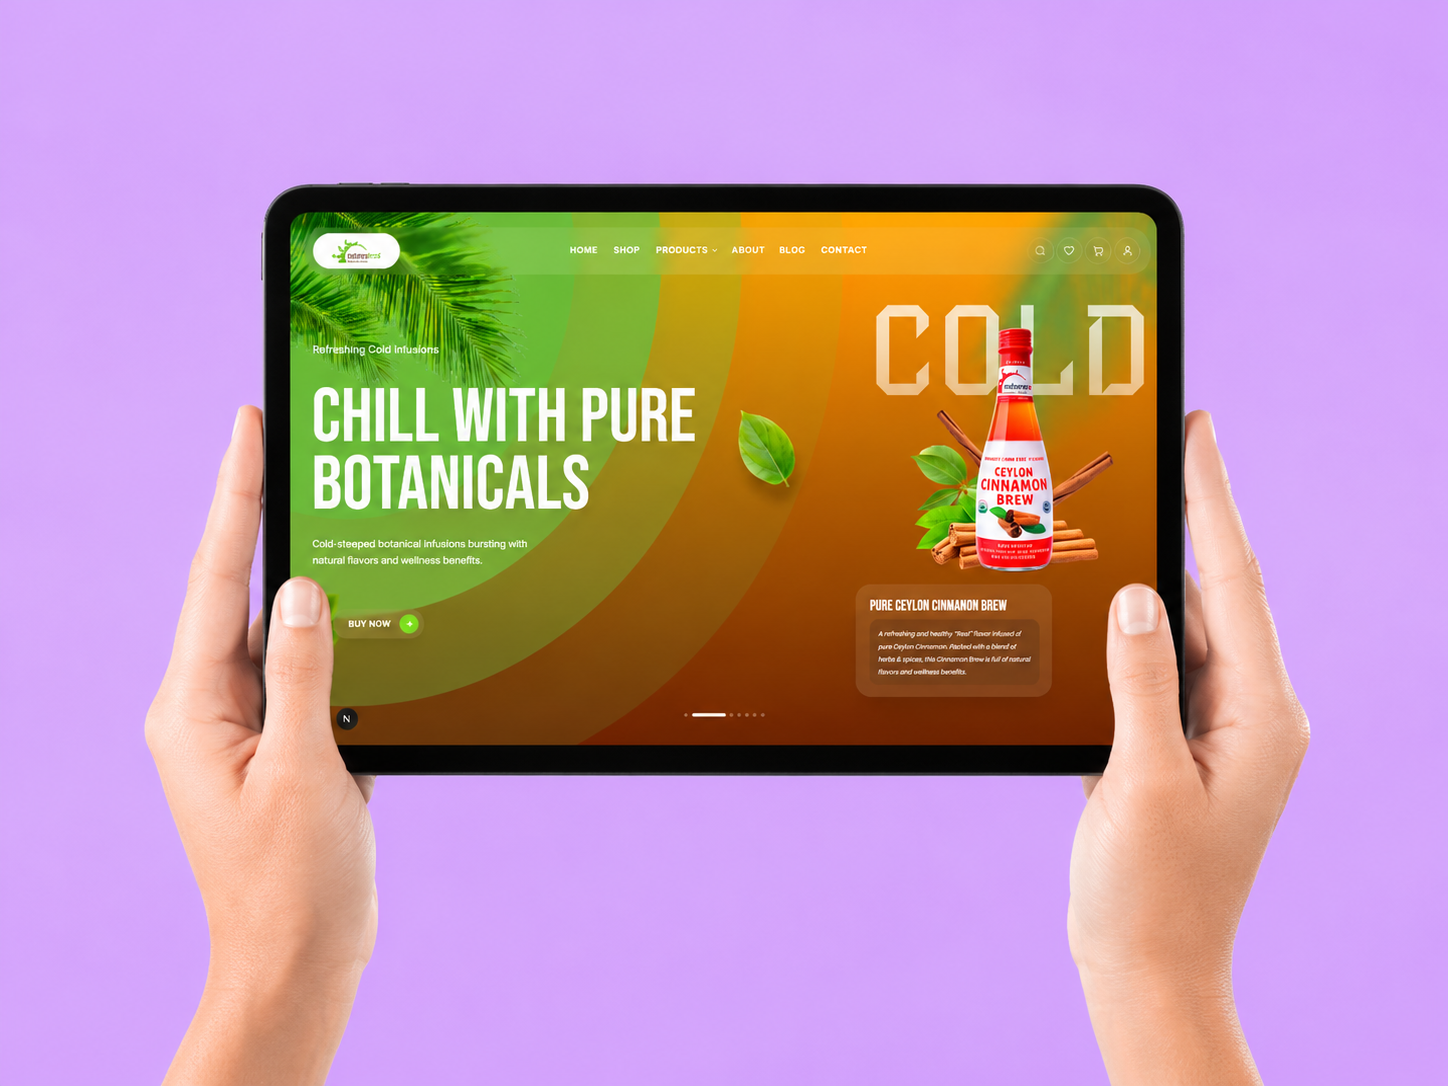 HOME SHOP PRODUCTS ABOUT BLOG CONTACT
COLD
Refreshing Cold Infusions
CHILL WITH PURE
BOTANICALS
Cold-steeped botanical infusions bursting with
natural flavors and wellness benefits.
BUY NOW
CEYLON
CINNAMON
BREW
PURE CEYLON CINMANON BREW
A refreshing and healthy "Real" flavor infused of
pure Ceylon Cinnamon. Packed with a blend of
herbs & spices, this Cinnamon Brew is full of natural
flavors and wellness benefits.
N